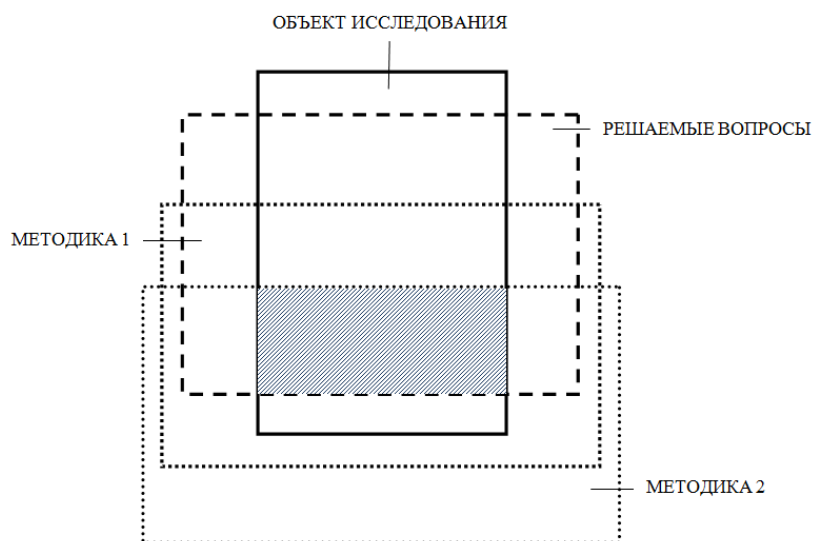 ОБЪЕКТ ИССЛЕДОВАНИЯ
РЕШАЕМЫЕ ВОПРОСЫ
МЕТОДИКА 1
МЕТОДИКА 2